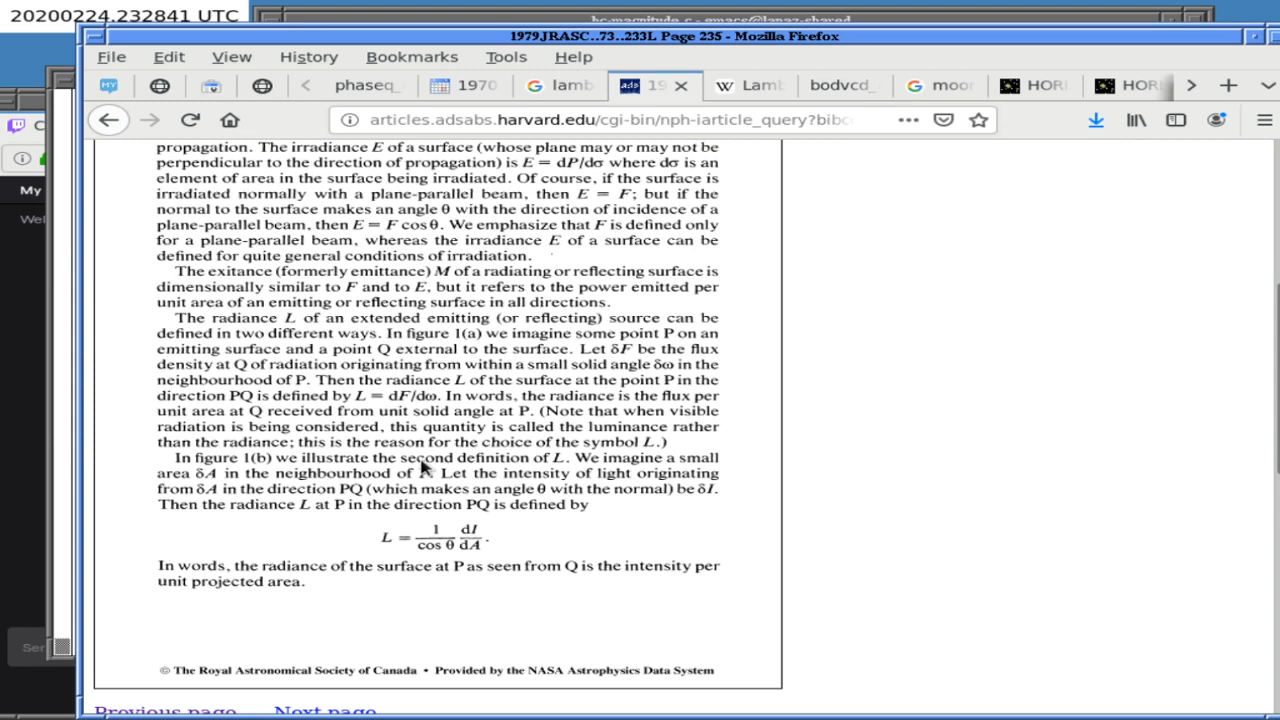 20200224.232841 UTC
bc-magnitude.c - emacs@lapaz-shared
1979JRASC..73..233L Page 235 - Mozilla Firefox
File Edit View History Bookmarks Tools Help
phaseq_ 1970 lamb ads 19 Lamb bodvcd_ moor HORI HOR
articles.adsabs.harvard.edu/cgi-bin/nph-iarticle_query?bibc
My
Wel
Ser
propagation. The irradiance E of a surface (whose plane may or may not be
perpendicular to the direction of propagation) is E = dP/dσ where dσ is an
element of area in the surface being irradiated. Of course, if the surface is
irradiated normally with a plane-parallel beam, then E = F; but if the
normal to the surface makes an angle θ with the direction of incidence of a
plane-parallel beam, then E = F cos θ. We emphasize that F is defined only
for a plane-parallel beam, whereas the irradiance E of a surface can be
defined for quite general conditions of irradiation.
The exitance (formerly emittance) M of a radiating or reflecting surface is
dimensionally similar to F and to E, but it refers to the power emitted per
unit area of an emitting or reflecting surface in all directions.
The radiance L of an extended emitting (or reflecting) source can be
defined in two different ways. In figure 1(a) we imagine some point P on an
emitting surface and a point Q external to the surface. Let δF be the flux
density at Q of radiation originating from within a small solid angle δω in the
neighbourhood of P. Then the radiance L of the surface at the point P in the
direction PQ is defined by L = dF/dω. In words, the radiance is the flux per
unit area at Q received from unit solid angle at P. (Note that when visible
radiation is being considered, this quantity is called the luminance rather
than the radiance; this is the reason for the choice of the symbol L.)
In figure 1(b) we illustrate the second definition of L. We imagine a small
area δA in the neighbourhood of Let the intensity of light originating
from δA in the direction PQ (which makes an angle θ with the normal) be δI.
Then the radiance L at P in the direction PQ is defined by
L = 1/cos θ dI/dA .
In words, the radiance of the surface at P as seen from Q is the intensity per
unit projected area.
© The Royal Astronomical Society of Canada • Provided by the NASA Astrophysics Data System
Previous page Next page